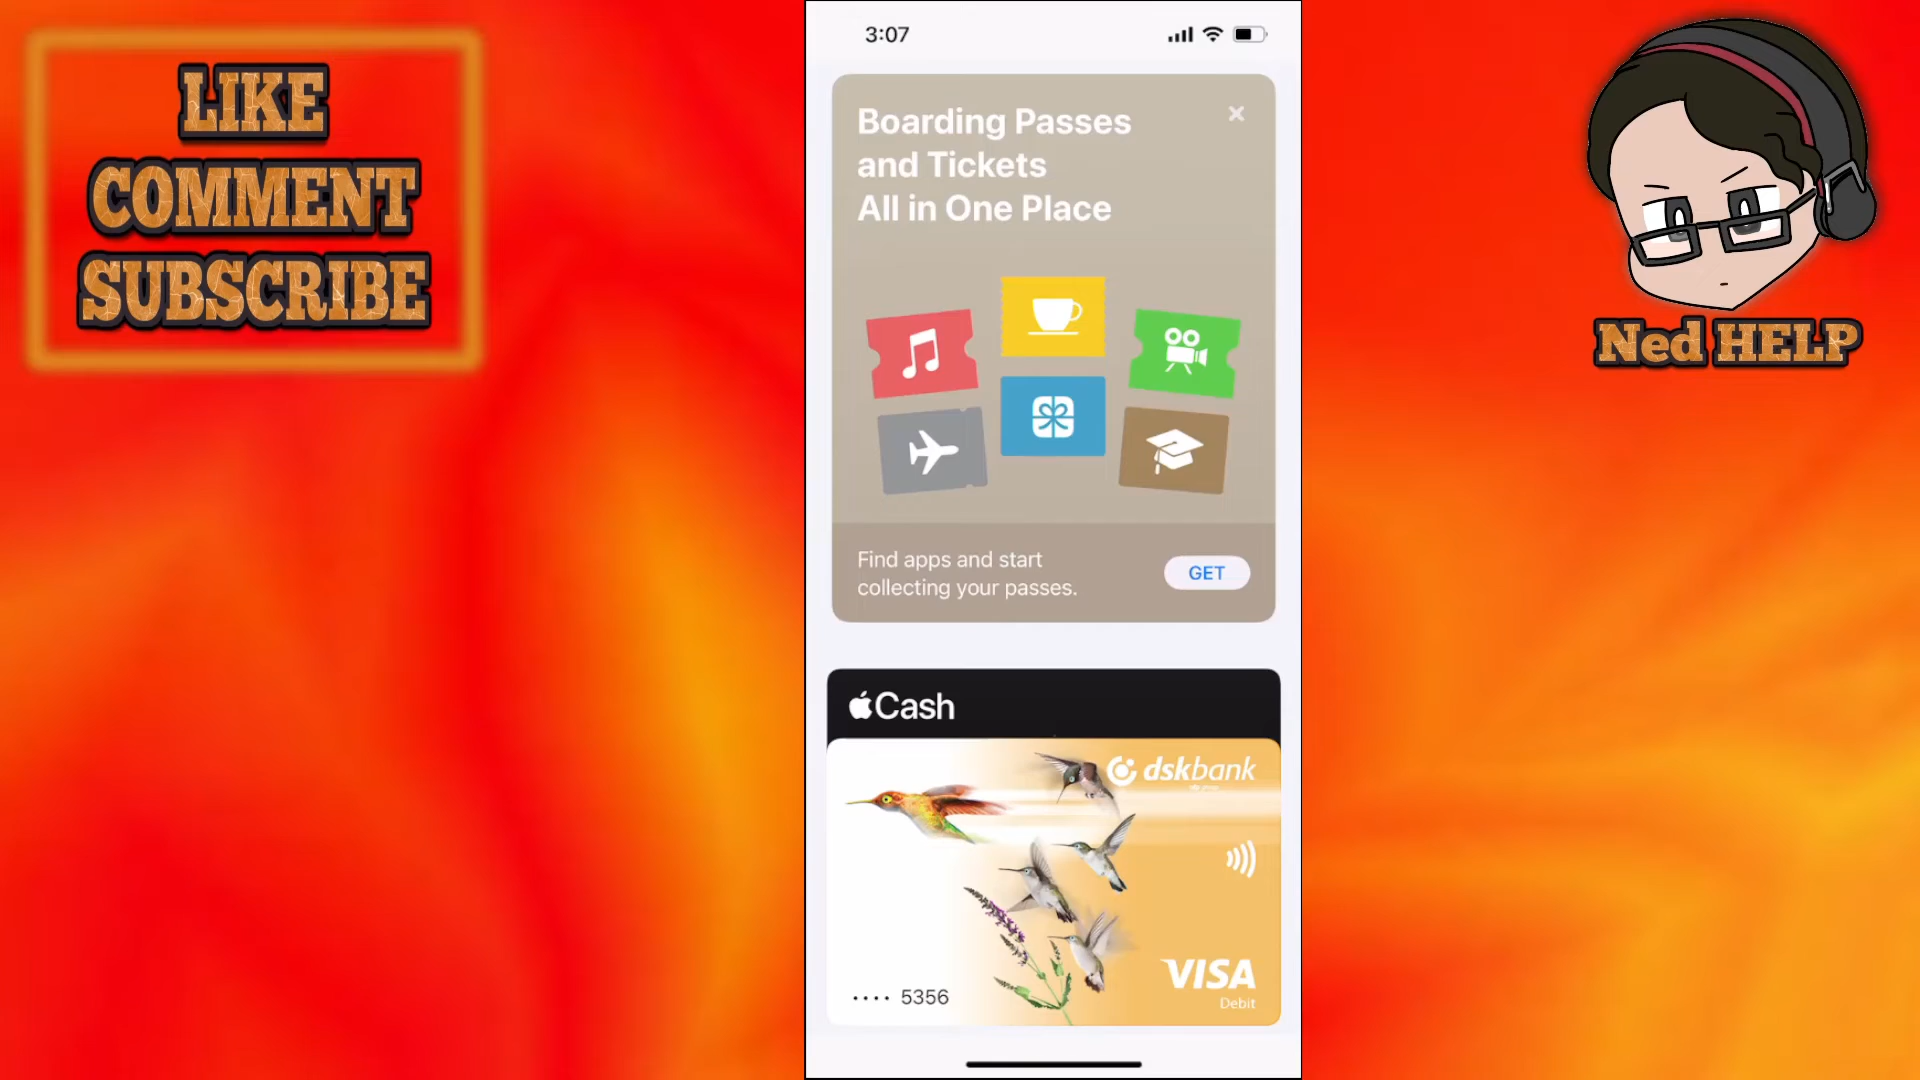 LIKE
COMMENT
SUBSCRIBE
3:07
Boarding Passes
and Tickets
All in One Place
Find apps and start
collecting your passes.
GET
Cash
dskbank
•••• 5356
VISA
Debit
Ned HELP